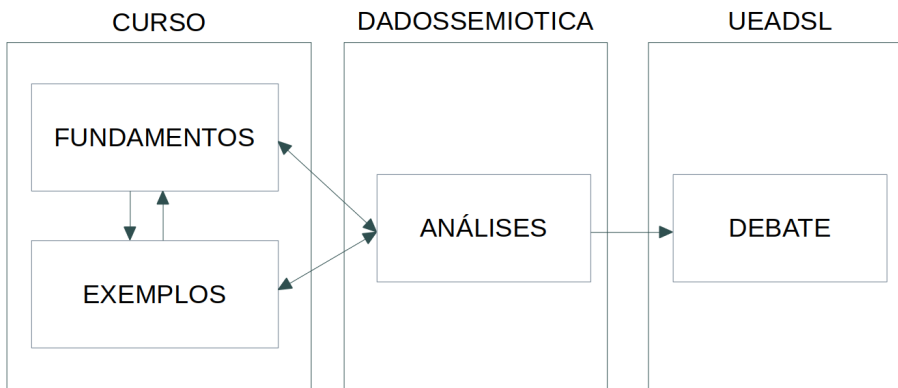 CURSO
DADOSSEMIOTICA
UEADSL
FUNDAMENTOS
EXEMPLOS
ANÁLISES
DEBATE